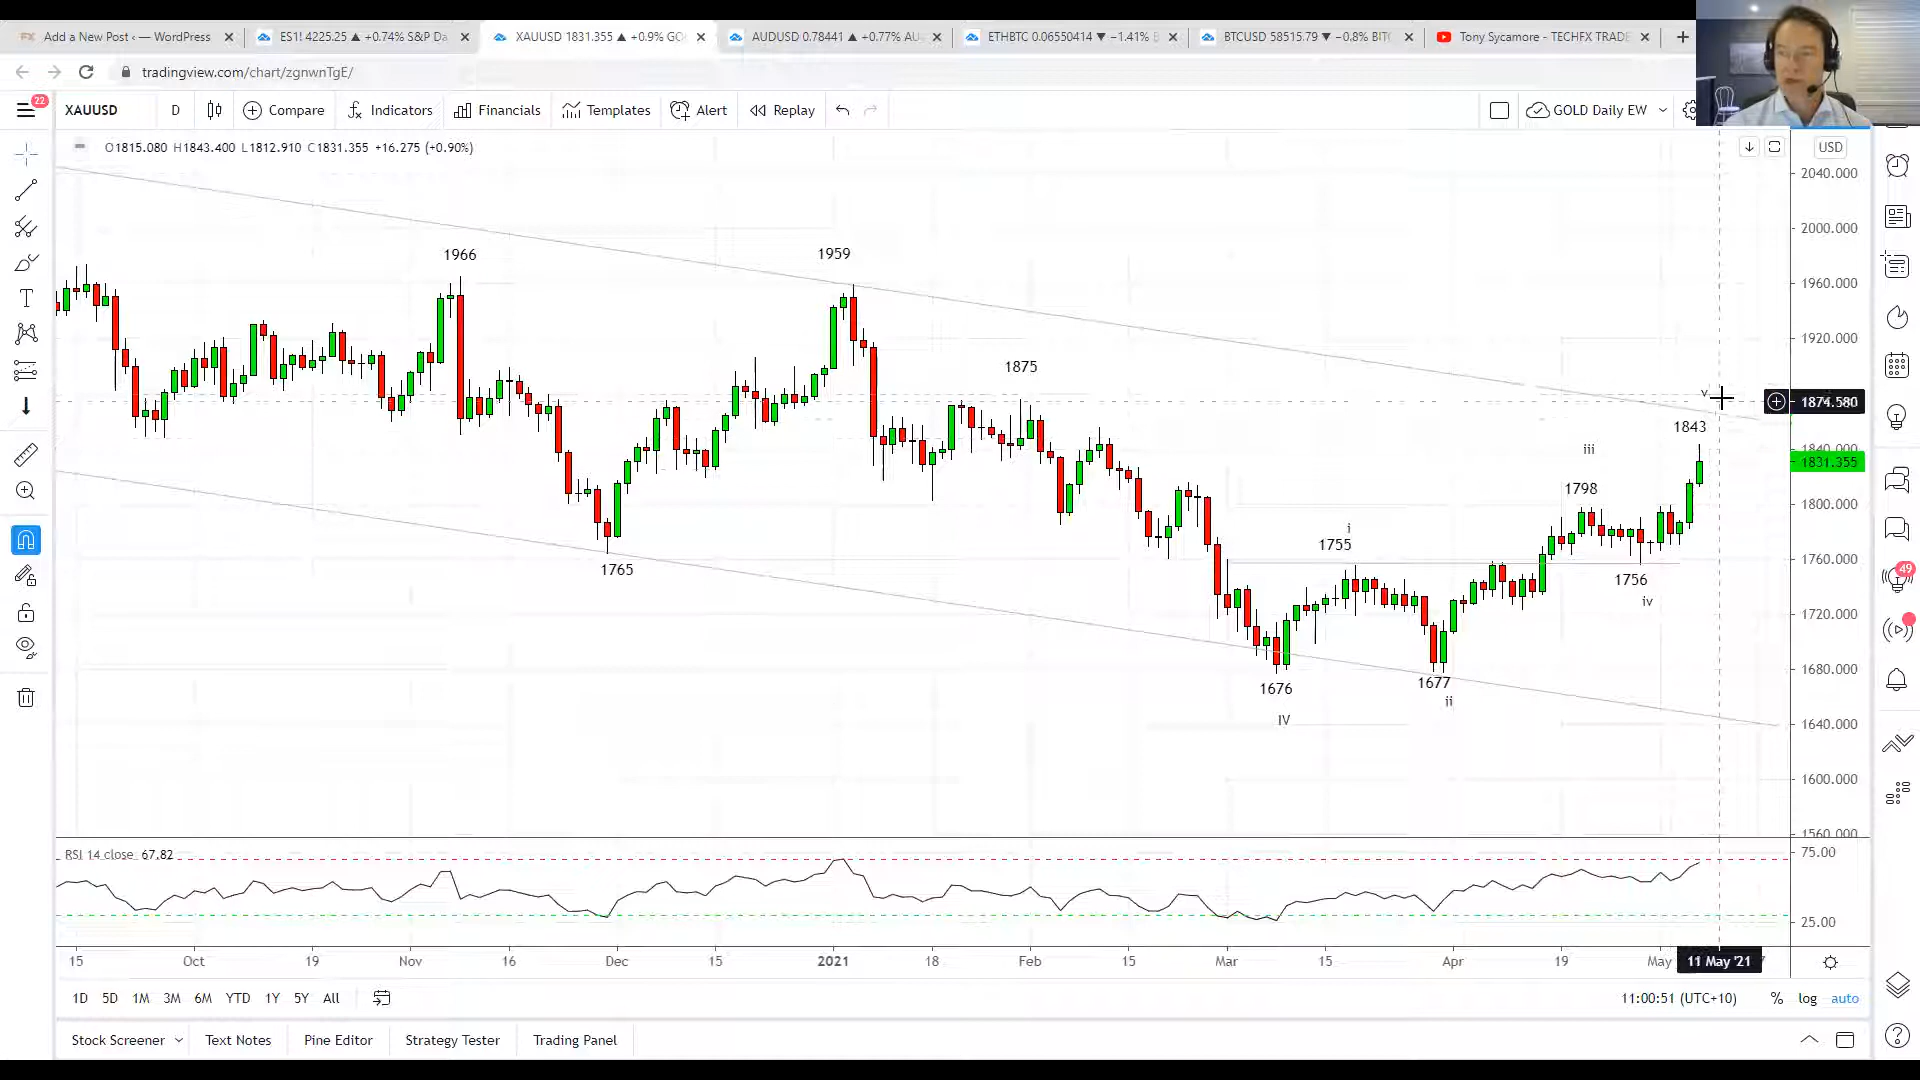 Add a New Post ‹ — WordPress
ES1! 4225.25 ▲ +0.74% S&P Da
XAUUSD 1831.355 ▲ +0.9% GO
AUDUSD 0.78441 ▲ +0.77% Au
ETHBTC 0.06550414 ▼ −1.41%
BTCUSD 58515.79 ▼ −0.8% BIT
Tony Sycamore - TECHFX TRADE
tradingview.com/chart/zgnwnTgE/
22
XAUUSD
D
Compare
Indicators
Financials
Templates
Alert
Replay
GOLD Daily EW
O1815.080 H1843.400 L1812.910 C1831.355 +16.275 (+0.90%)
USD
2040.000
2000.000
1966
1959
1960.000
1920.000
1875
v
1874.580
1843
1840.000
iii
1831.355
1798
1800.000
i
1755
1760.000
1765
1756
49
iv
1720.000
1680.000
1676
1677
ii
IV
1640.000
1600.000
1560.000
RSI 14 close 67.82
75.00
25.00
15 Oct 19 Nov 16 Dec 15 2021 18 Feb 15 Mar 15 Apr 19 May 11 May '21
1D 5D 1M 3M 6M YTD 1Y 5Y All
11:00:51 (UTC+10) % log auto
Stock Screener Text Notes Pine Editor Strategy Tester Trading Panel